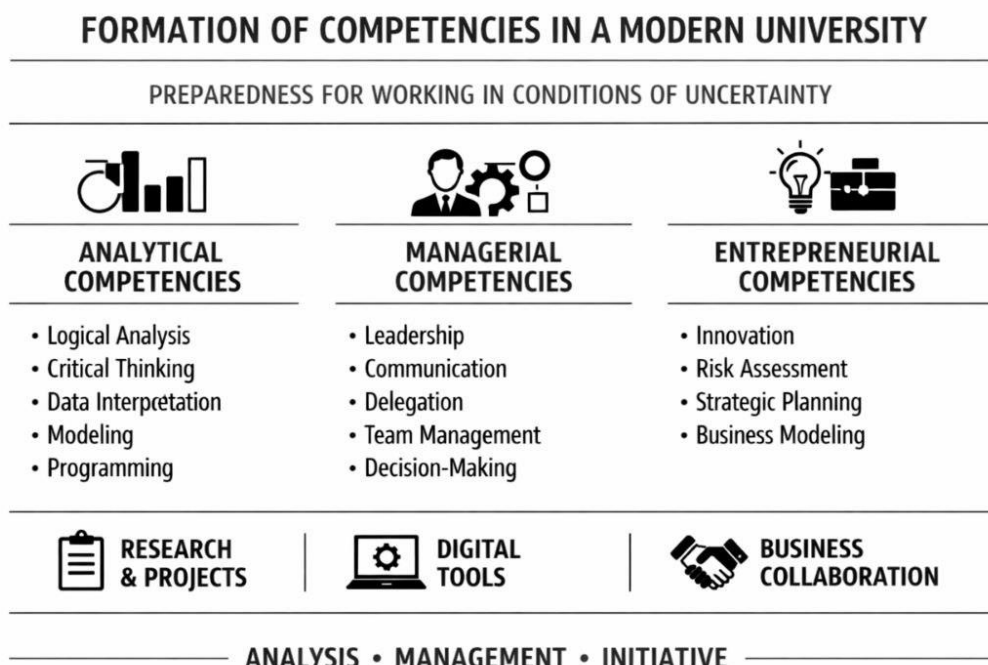 FORMATION OF COMPETENCIES IN A MODERN UNIVERSITY
PREPAREDNESS FOR WORKING IN CONDITIONS OF UNCERTAINTY
ANALYTICAL
COMPETENCIES
• Logical Analysis
• Critical Thinking
• Data Interpretation
• Modeling
• Programming
MANAGERIAL
COMPETENCIES
• Leadership
• Communication
• Delegation
• Team Management
• Decision-Making
ENTREPRENEURIAL
COMPETENCIES
• Innovation
• Risk Assessment
• Strategic Planning
• Business Modeling
RESEARCH
& PROJECTS
DIGITAL
TOOLS
BUSINESS
COLLABORATION
ANALYSIS • MANAGEMENT • INITIATIVE